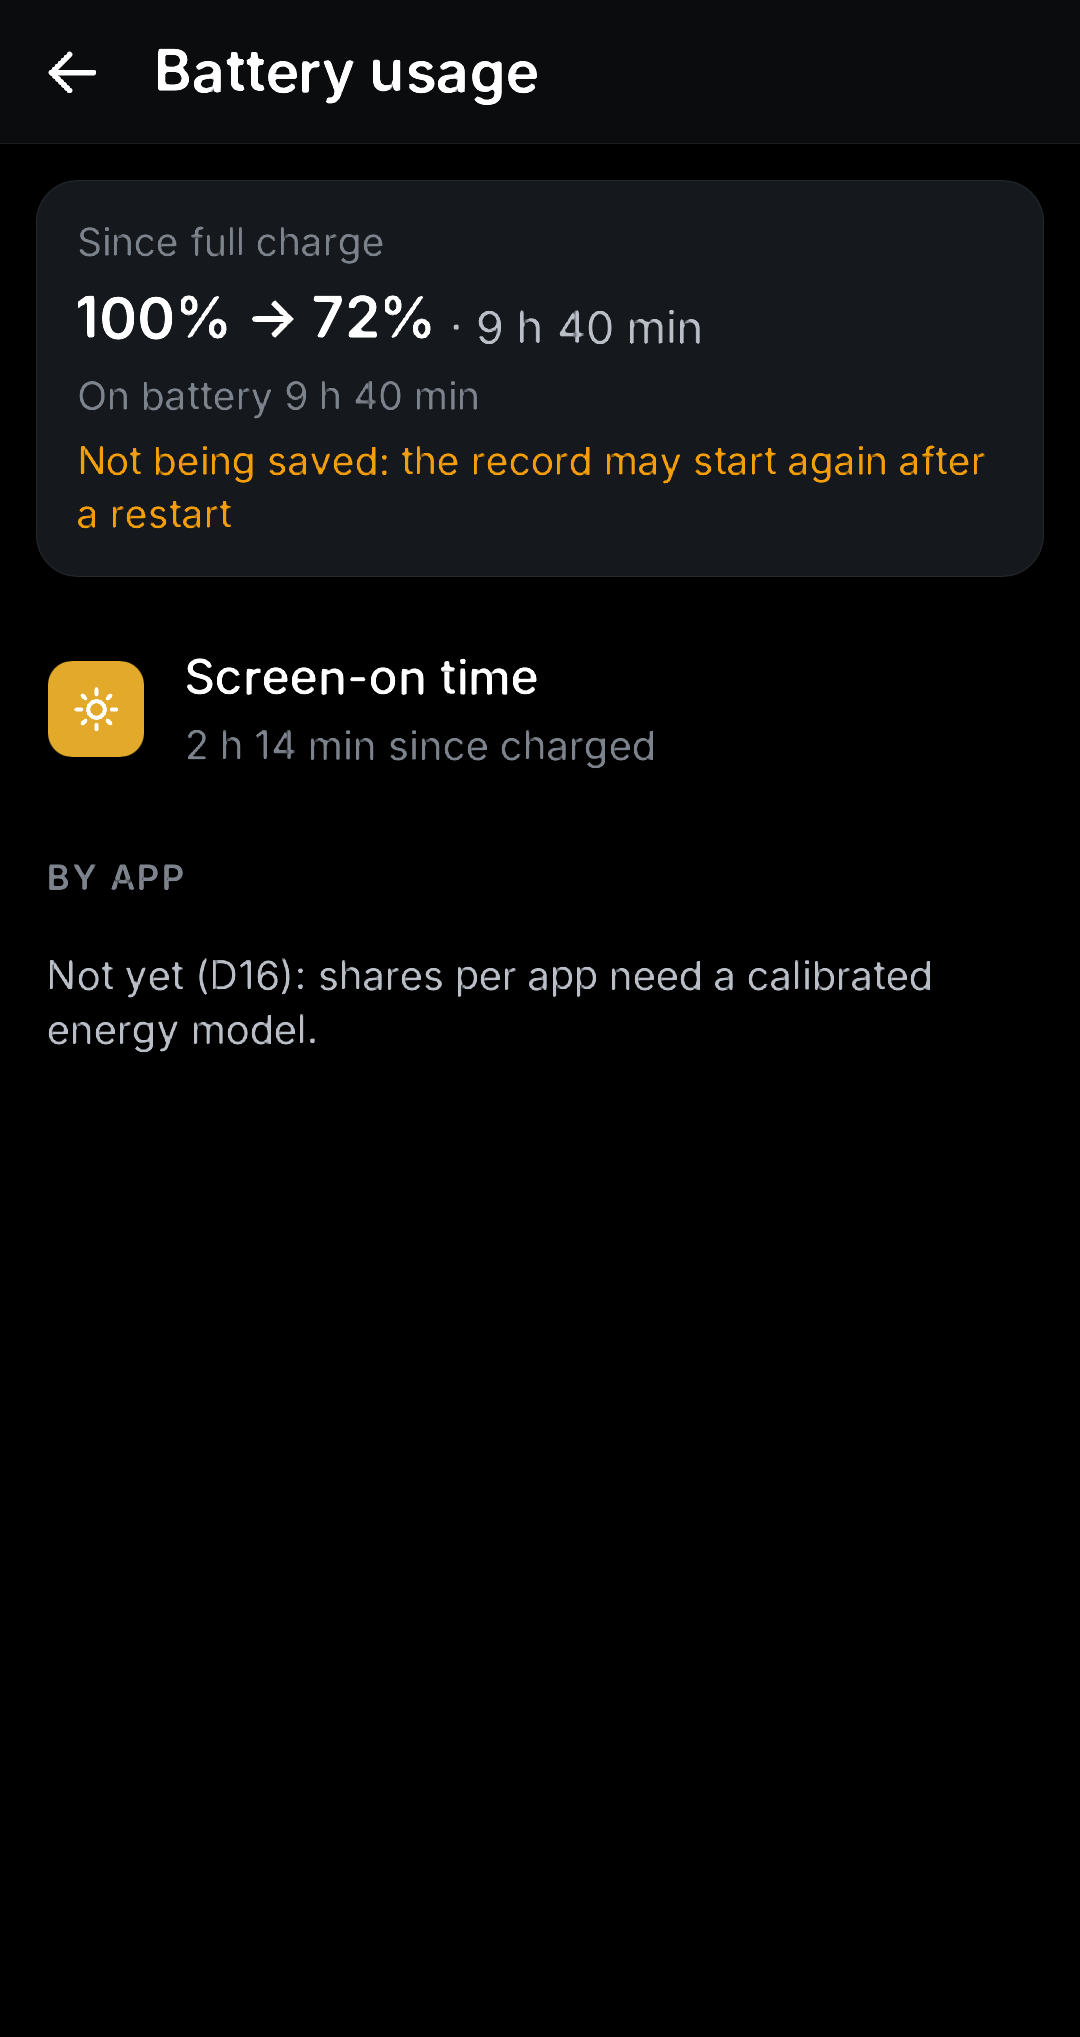 Battery usage
Since full charge
100% → 72% · 9 h 40 min
On battery 9 h 40 min
Not being saved: the record may start again after
a restart
Screen-on time
2 h 14 min since charged
BY APP
Not yet (D16): shares per app need a calibrated
energy model.